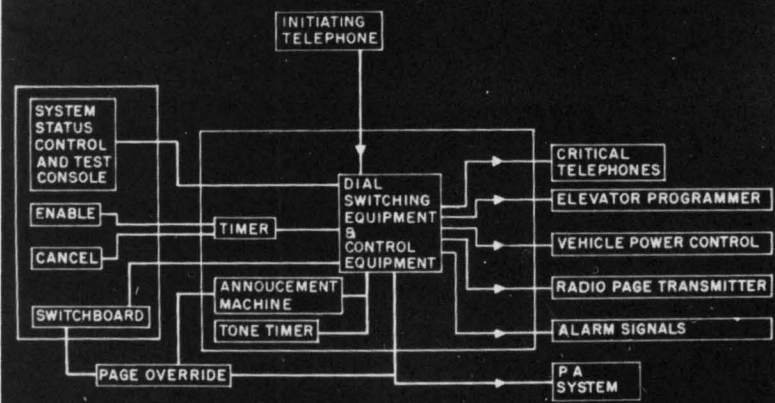 INITIATING
TELEPHONE
SYSTEM
STATUS
CONTROL
AND TEST
CONSOLE
ENABLE
CANCEL
SWITCHBOARD
TIMER
ANNOUCEMENT
MACHINE
TONE TIMER
PAGE OVERRIDE
DIAL
SWITCHING
EQUIPMENT
&
CONTROL
EQUIPMENT
CRITICAL
TELEPHONES
ELEVATOR PROGRAMMER
VEHICLE POWER CONTROL
RADIO PAGE TRANSMITTER
ALARM SIGNALS
P A
SYSTEM